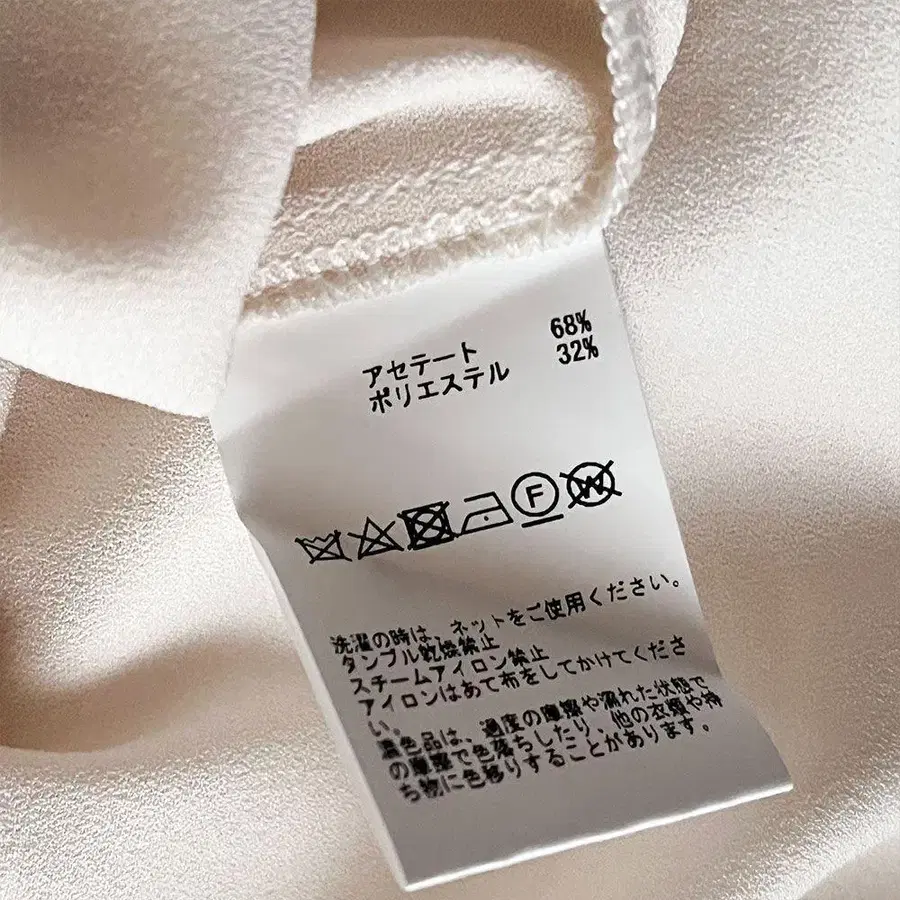 アセテート 68%
ポリエステル 32%
F W
洗濯の時は、ネットをご使用ください。
タンブル乾燥禁止
スチームアイロン禁止
アイロンはあて布をしてかけてくださ
い。
濃色品は、過度の摩擦や濡れた状態で
の摩擦で色落ちしたり、他の衣類や持
ち物に色移りすることがあります。